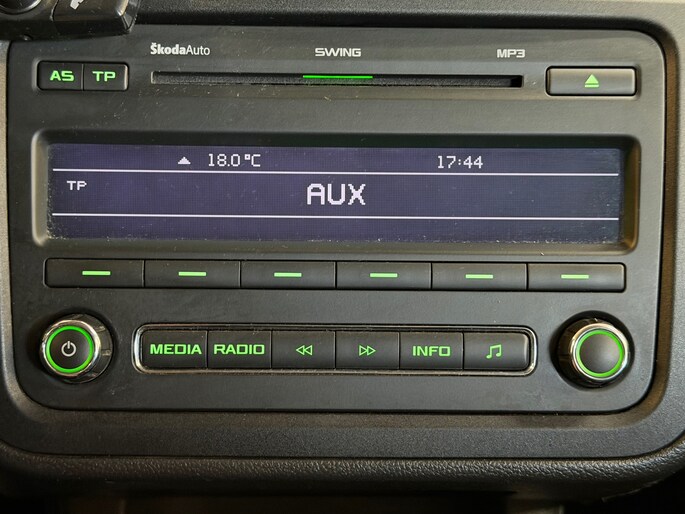 ŠkodaAuto SWING MP3
AS TP
18.0°C 17:44
TP
AUX
MEDIA RADIO INFO